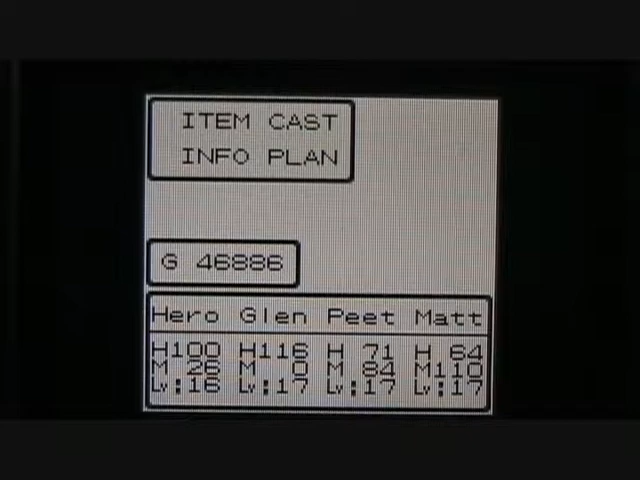 ITEM CAST
INFO PLAN
G 46886
Hero Glen Peet Matt
H100 H116 H 71 H 64
M 26 M 0 M 84 M110
Lv:16 Lv:17 Lv:17 Lv:17